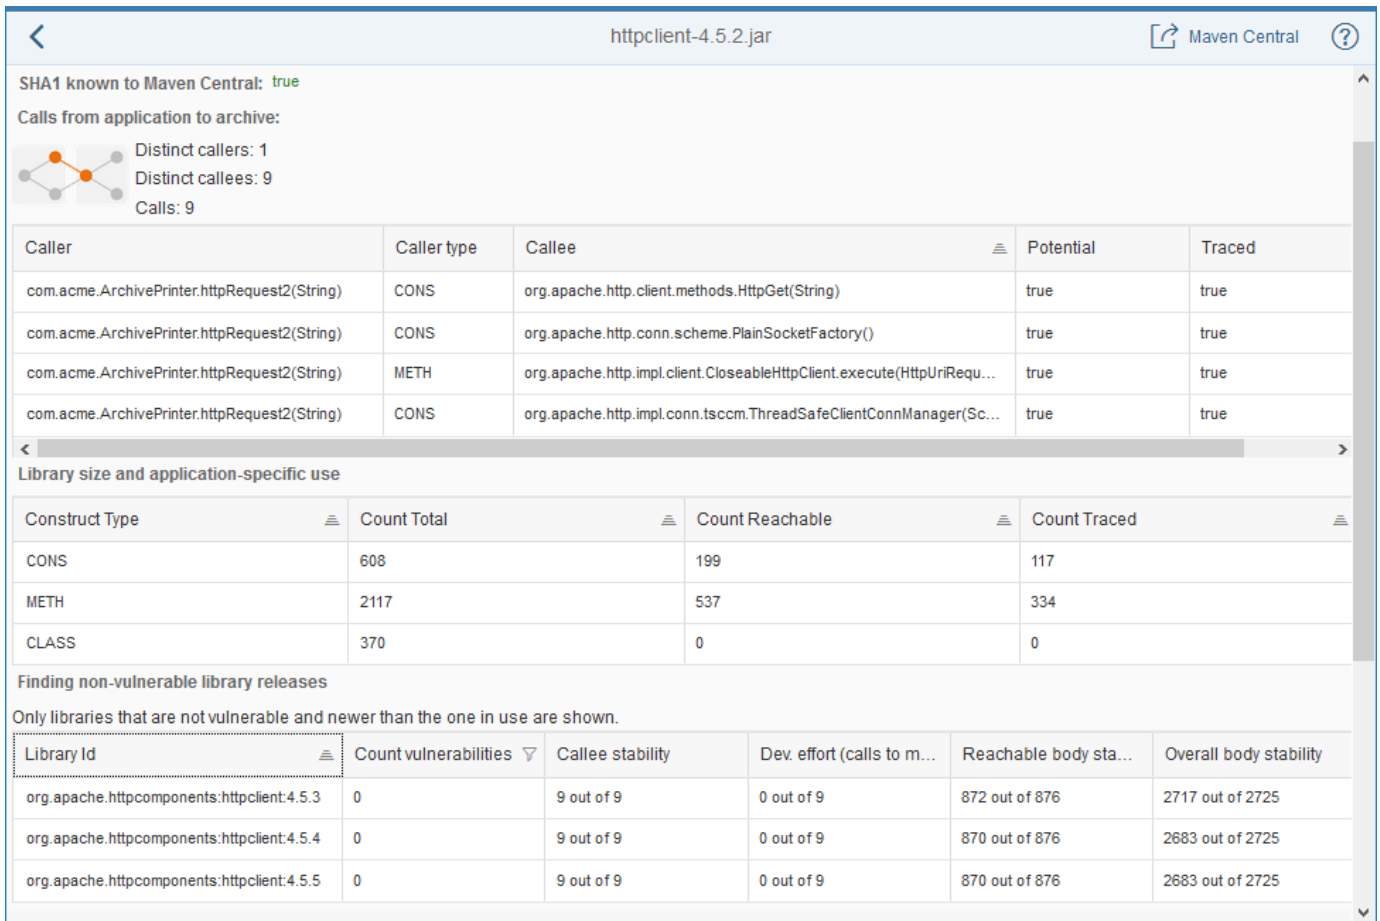 httpclient-4.5.2.jar Maven Central ?
SHA1 known to Maven Central: true
Calls from application to archive:
Distinct callers: 1
Distinct callees: 9
Calls: 9
Caller Caller type Callee Potential Traced
com.acme.ArchivePrinter.httpRequest2(String) CONS org.apache.http.client.methods.HttpGet(String) true true
com.acme.ArchivePrinter.httpRequest2(String) CONS org.apache.http.conn.scheme.PlainSocketFactory() true true
com.acme.ArchivePrinter.httpRequest2(String) METH org.apache.http.impl.client.CloseableHttpClient.execute(HttpUriRequ... true true
com.acme.ArchivePrinter.httpRequest2(String) CONS org.apache.http.impl.conn.tsccm.ThreadSafeClientConnManager(Sc... true true
Library size and application-specific use
Construct Type Count Total Count Reachable Count Traced
CONS 608 199 117
METH 2117 537 334
CLASS 370 0 0
Finding non-vulnerable library releases
Only libraries that are not vulnerable and newer than the one in use are shown.
Library Id Count vulnerabilities Callee stability Dev. effort (calls to m... Reachable body sta... Overall body stability
org.apache.httpcomponents:httpclient:4.5.3 0 9 out of 9 0 out of 9 872 out of 876 2717 out of 2725
org.apache.httpcomponents:httpclient:4.5.4 0 9 out of 9 0 out of 9 870 out of 876 2683 out of 2725
org.apache.httpcomponents:httpclient:4.5.5 0 9 out of 9 0 out of 9 870 out of 876 2683 out of 2725